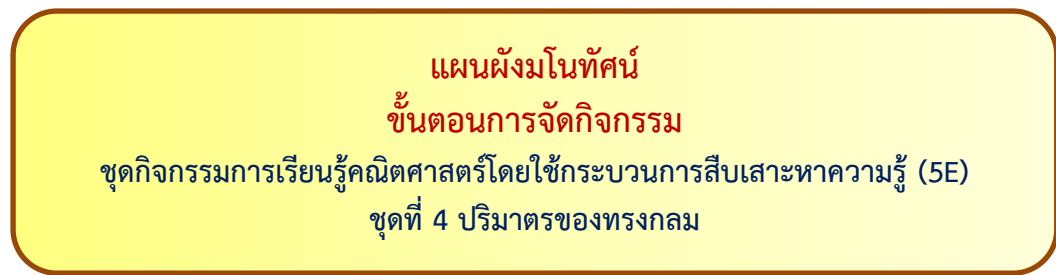 แผนผังมโนทัศน์
ขั้นตอนการจัดกิจกรรม
ชุดกิจกรรมการเรียนรู้คณิตศาสตร์โดยใช้กระบวนการสืบเสาะหาความรู้ (5E)
ชุดที่ 4 ปริมาตรของทรงกลม